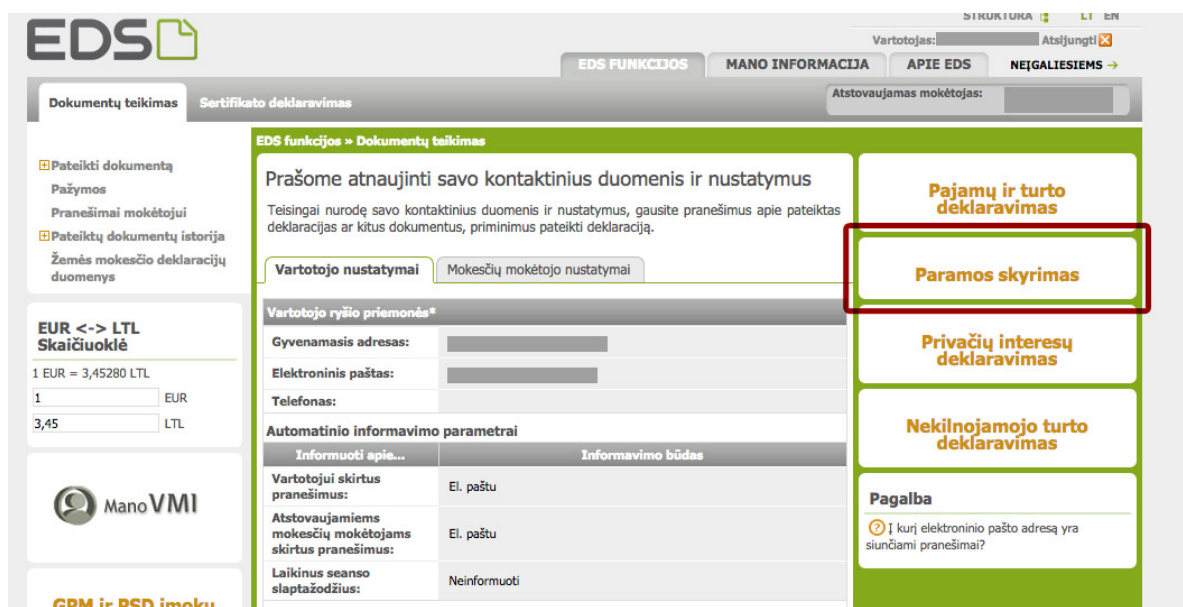 STRUKTŪRA LT EN
EDS
Vartotojas: Atsijungti
EDS FUNKCIJOS MANO INFORMACIJA APIE EDS NEĮGALIESIEMS →
Dokumentų teikimas Sertifikato deklaravimas
Atstovaujamas mokėtojas:
Pateikti dokumentą
Pažymos
Pranešimai mokėtojui
Pateiktų dokumentų istorija
Žemės mokesčio deklaracijų
duomenys
EUR <-> LTL
Skaičiuoklė
1 EUR = 3,45280 LTL
1 EUR
3,45 LTL
Mano VMI
GPM ir PSD įmokų
EDS funkcijos » Dokumentų teikimas
Prašome atnaujinti savo kontaktinius duomenis ir nustatymus
Teisingai nurodę savo kontaktinius duomenis ir nustatymus, gausite pranešimus apie pateiktas
deklaracijas ar kitus dokumentus, priminimus pateikti deklaraciją.
Vartotojo nustatymai Mokesčių mokėtojo nustatymai
Vartotojo ryšio priemonės*
Gyvenamasis adresas:
Elektroninis paštas:
Telefonas:
Automatinio informavimo parametrai
Informuoti apie... Informavimo būdas
Vartotojui skirtus
pranešimus:
El. paštu
Atstovaujamiems
mokesčių mokėtojams
skirtus pranešimus:
El. paštu
Laikinus seanso
slaptažodžius:
Neinformuoti
Pajamų ir turto
deklaravimas
Paramos skyrimas
Privačių interesų
deklaravimas
Nekilnojamojo turto
deklaravimas
Pagalba
Į kurį elektroninio pašto adresą yra
siunčiami pranešimai?